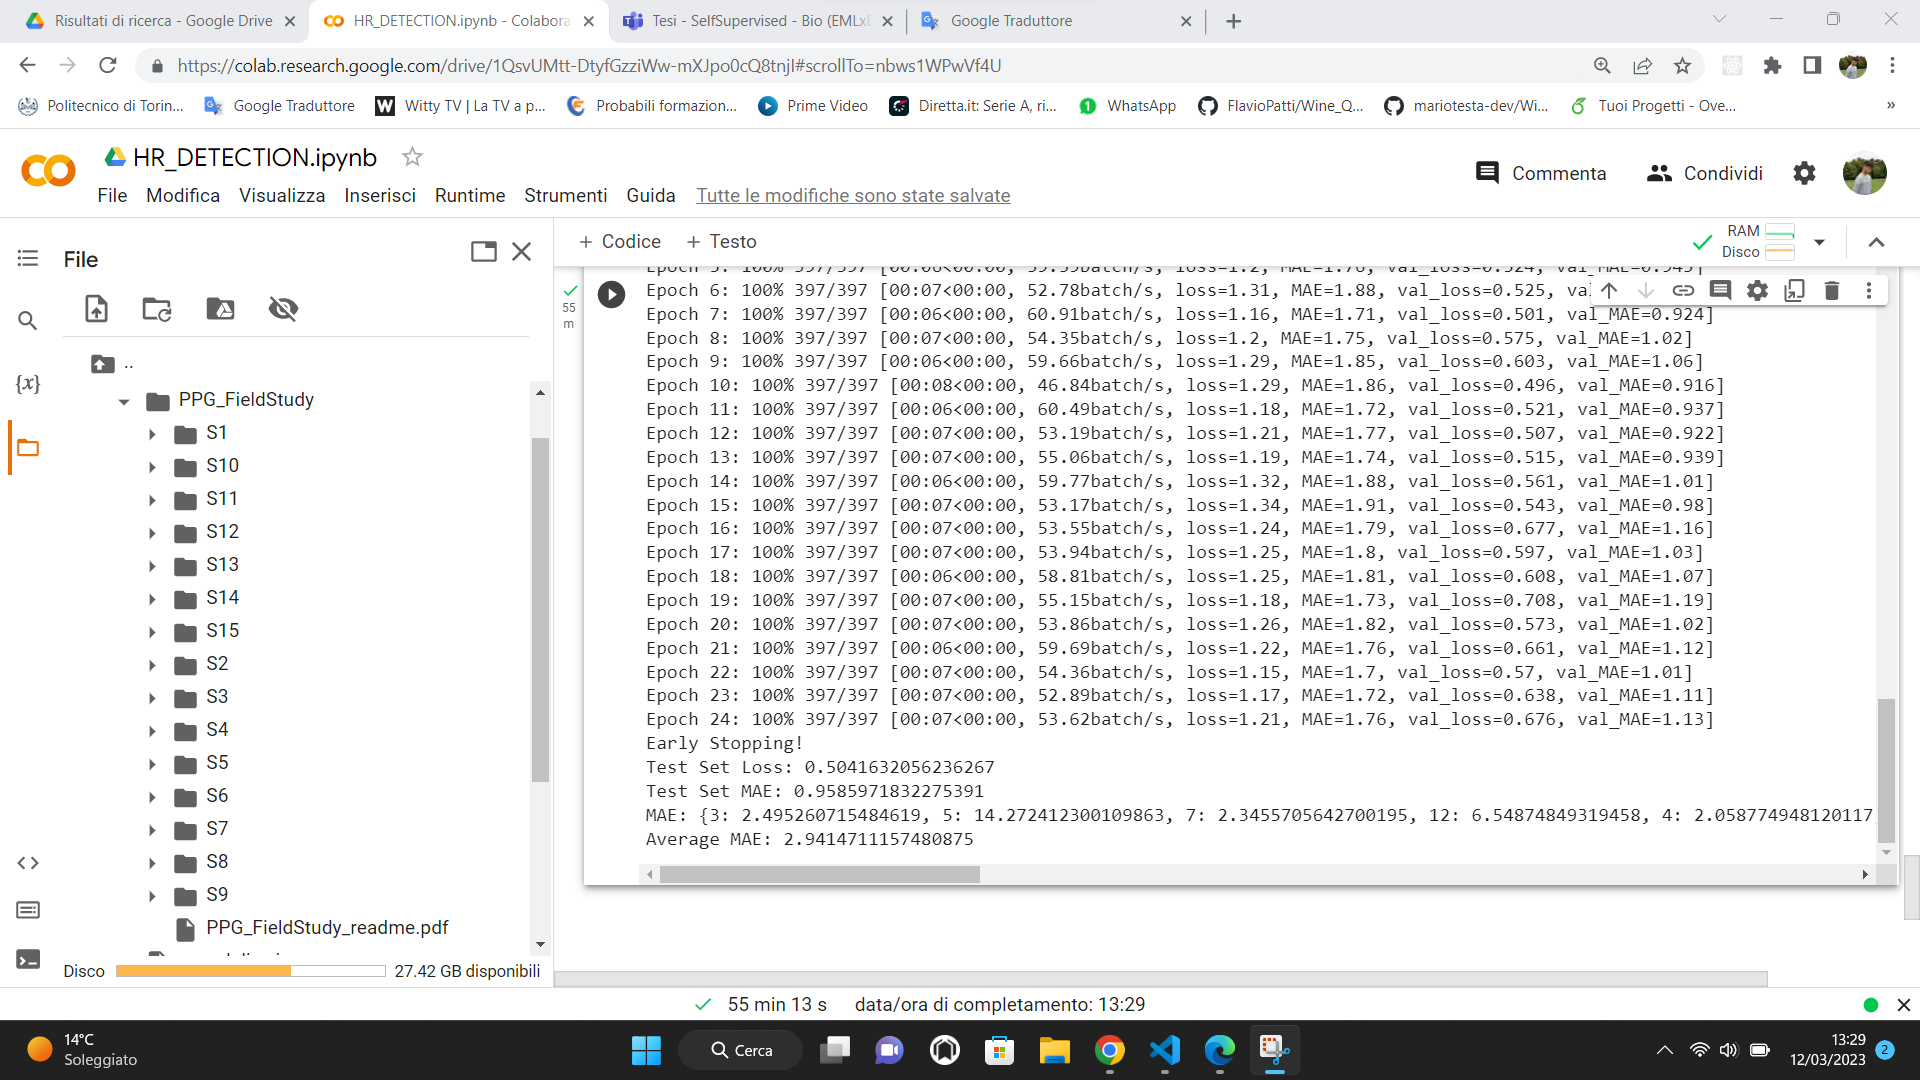 Risultati di ricerca - Google Drive
HR_DETECTION.ipynb - Colabora
Tesi - SelfSupervised - Bio (EMLxE
Google Traduttore
https://colab.research.google.com/drive/1QsvUMtt-DtyfGzziWw-mXJpo0cQ8tnjI#scrollTo=nbws1WPwVf4U
Politecnico di Torin...
Google Traduttore
Witty TV | La TV a p...
Probabili formazion...
Prime Video
Diretta.it: Serie A, ri...
WhatsApp
FlavioPatti/Wine_Q...
mariotesta-dev/Wi...
Tuoi Progetti - Ove...
»
HR_DETECTION.ipynb
File Modifica Visualizza Inserisci Runtime Strumenti Guida Tutte le modifiche sono state salvate
Commenta
Condividi
File
+ Codice + Testo
RAM
Disco
..
PPG_FieldStudy
S1
S10
S11
S12
S13
S14
S15
S2
S3
S4
S5
S6
S7
S8
S9
PPG_FieldStudy_readme.pdf
Disco 27.42 GB disponibili
55
m
Epoch 5: 100% 397/397 [00:06<00:00, 59.59batch/s, loss=1.2, MAE=1.76, val_loss=0.524, val_MAE=0.945]
Epoch 6: 100% 397/397 [00:07<00:00, 52.78batch/s, loss=1.31, MAE=1.88, val_loss=0.525, va
Epoch 7: 100% 397/397 [00:06<00:00, 60.91batch/s, loss=1.16, MAE=1.71, val_loss=0.501, val_MAE=0.924]
Epoch 8: 100% 397/397 [00:07<00:00, 54.35batch/s, loss=1.2, MAE=1.75, val_loss=0.575, val_MAE=1.02]
Epoch 9: 100% 397/397 [00:06<00:00, 59.66batch/s, loss=1.29, MAE=1.85, val_loss=0.603, val_MAE=1.06]
Epoch 10: 100% 397/397 [00:08<00:00, 46.84batch/s, loss=1.29, MAE=1.86, val_loss=0.496, val_MAE=0.916]
Epoch 11: 100% 397/397 [00:06<00:00, 60.49batch/s, loss=1.18, MAE=1.72, val_loss=0.521, val_MAE=0.937]
Epoch 12: 100% 397/397 [00:07<00:00, 53.19batch/s, loss=1.21, MAE=1.77, val_loss=0.507, val_MAE=0.922]
Epoch 13: 100% 397/397 [00:07<00:00, 55.06batch/s, loss=1.19, MAE=1.74, val_loss=0.515, val_MAE=0.939]
Epoch 14: 100% 397/397 [00:06<00:00, 59.77batch/s, loss=1.32, MAE=1.88, val_loss=0.561, val_MAE=1.01]
Epoch 15: 100% 397/397 [00:07<00:00, 53.17batch/s, loss=1.34, MAE=1.91, val_loss=0.543, val_MAE=0.98]
Epoch 16: 100% 397/397 [00:07<00:00, 53.55batch/s, loss=1.24, MAE=1.79, val_loss=0.677, val_MAE=1.16]
Epoch 17: 100% 397/397 [00:07<00:00, 53.94batch/s, loss=1.25, MAE=1.8, val_loss=0.597, val_MAE=1.03]
Epoch 18: 100% 397/397 [00:06<00:00, 58.81batch/s, loss=1.25, MAE=1.81, val_loss=0.608, val_MAE=1.07]
Epoch 19: 100% 397/397 [00:07<00:00, 55.15batch/s, loss=1.18, MAE=1.73, val_loss=0.708, val_MAE=1.19]
Epoch 20: 100% 397/397 [00:07<00:00, 53.86batch/s, loss=1.26, MAE=1.82, val_loss=0.573, val_MAE=1.02]
Epoch 21: 100% 397/397 [00:06<00:00, 59.69batch/s, loss=1.22, MAE=1.76, val_loss=0.661, val_MAE=1.12]
Epoch 22: 100% 397/397 [00:07<00:00, 54.36batch/s, loss=1.15, MAE=1.7, val_loss=0.57, val_MAE=1.01]
Epoch 23: 100% 397/397 [00:07<00:00, 52.89batch/s, loss=1.17, MAE=1.72, val_loss=0.638, val_MAE=1.11]
Epoch 24: 100% 397/397 [00:07<00:00, 53.62batch/s, loss=1.21, MAE=1.76, val_loss=0.676, val_MAE=1.13]
Early Stopping!
Test Set Loss: 0.5041632056236267
Test Set MAE: 0.9585971832275391
MAE: {3: 2.495260715484619, 5: 14.272412300109863, 7: 2.3455705642700195, 12: 6.54874849319458, 4: 2.058774948120117,
Average MAE: 2.9414711157480875
55 min 13 s data/ora di completamento: 13:29
14°C
Soleggiato
Cerca
13:29
12/03/2023
2